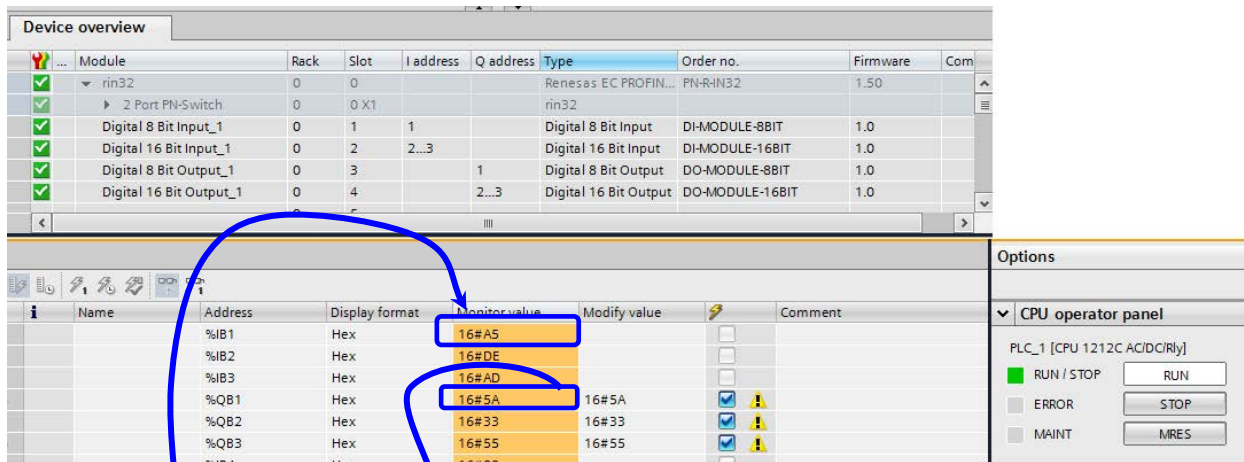 Device overview
... Module Rack Slot I address Q address Type Order no. Firmware Com
rin32 0 0 Renesas EC PROFIN... PN-R-IN32 1.50
2 Port PN-Switch 0 0 X1 rin32
Digital 8 Bit Input_1 0 1 1 Digital 8 Bit Input DI-MODULE-8BIT 1.0
Digital 16 Bit Input_1 0 2 2...3 Digital 16 Bit Input DI-MODULE-16BIT 1.0
Digital 8 Bit Output_1 0 3 1 Digital 8 Bit Output DO-MODULE-8BIT 1.0
Digital 16 Bit Output_1 0 4 2...3 Digital 16 Bit Output DO-MODULE-16BIT 1.0
Options
i Name Address Display format Monitor value Modify value Comment
%IB1 Hex 16#A5
%IB2 Hex 16#DE
%IB3 Hex 16#AD
%QB1 Hex 16#5A 16#5A
%QB2 Hex 16#33 16#33
%QB3 Hex 16#55 16#55
CPU operator panel
PLC_1 [CPU 1212C AC/DC/Rly]
RUN / STOP RUN
ERROR STOP
MAINT MRES